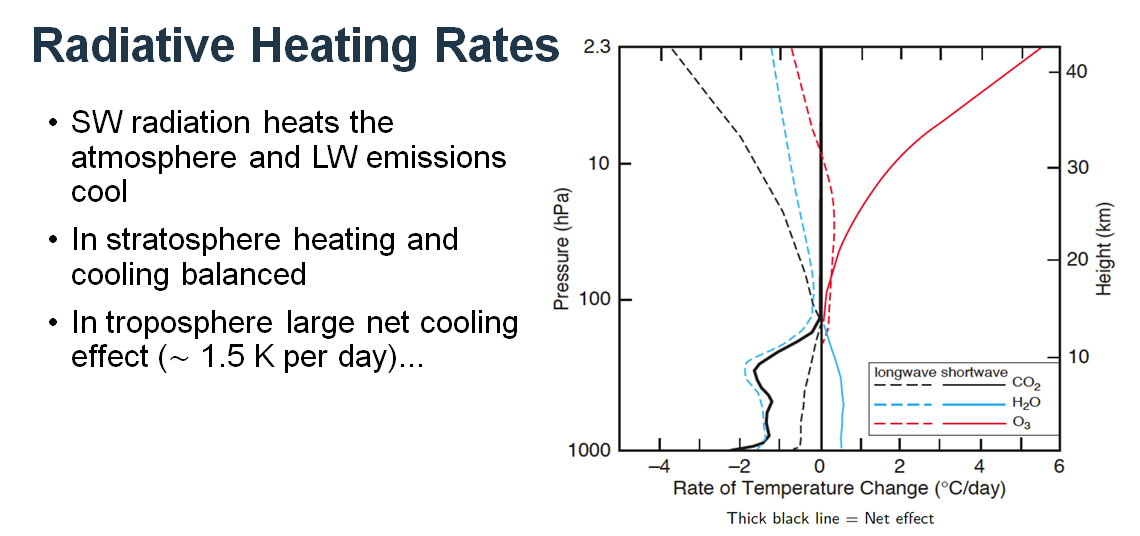 Radiative Heating Rates
• SW radiation heats the
atmosphere and LW emissions
cool
• In stratosphere heating and
cooling balanced
• In troposphere large net cooling
effect (~ 1.5 K per day)...
2.3
10
100
1000
Pressure (hPa)
40
30
20
10
Height (km)
longwave shortwave
CO₂
H₂O
O₃
−4 −2 0 2 4 6
Rate of Temperature Change (°C/day)
Thick black line = Net effect